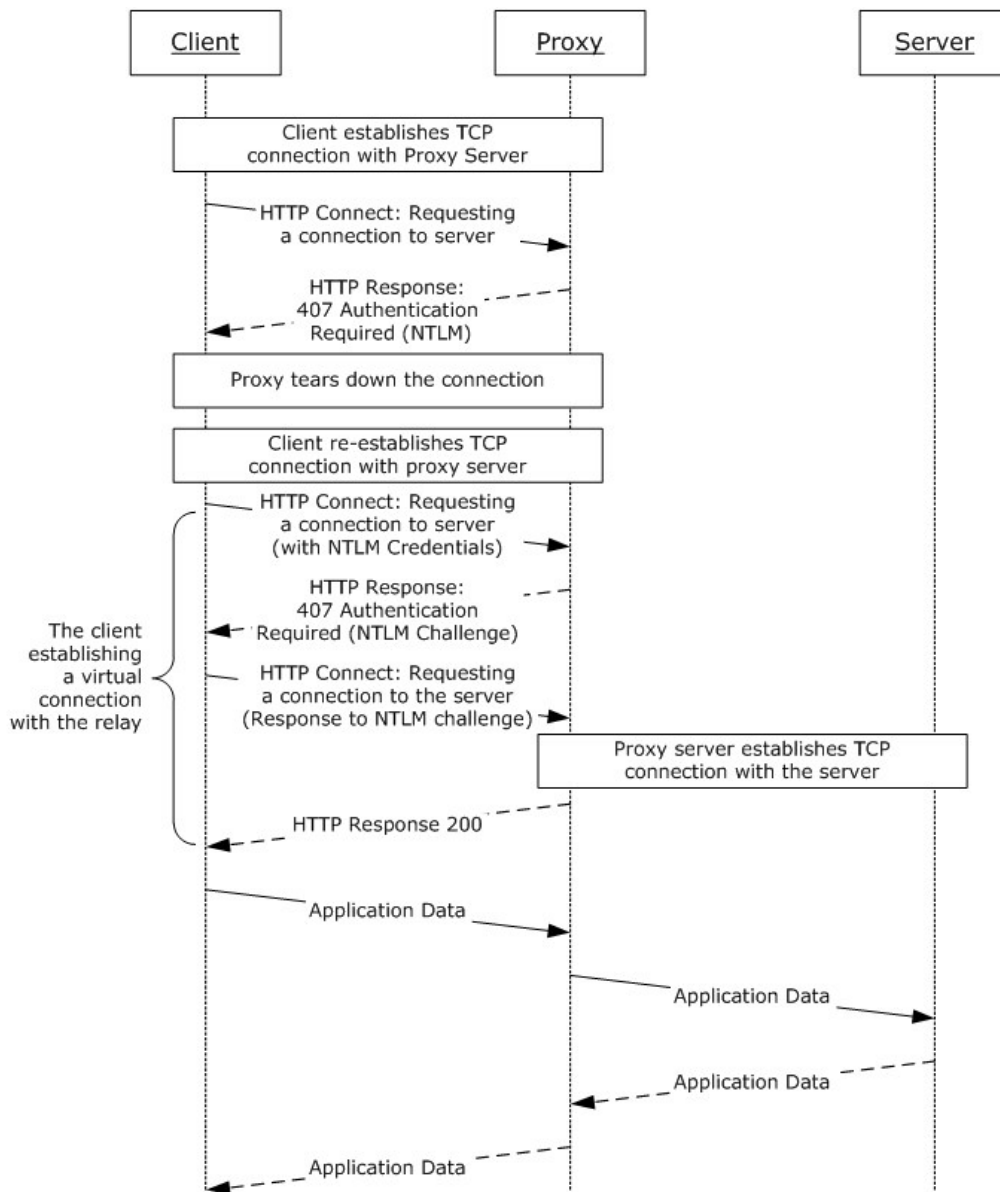 Client
Proxy
Server
Client establishes TCP
connection with Proxy Server
HTTP Connect: Requesting
a connection to server
HTTP Response:
407 Authentication
Required (NTLM)
Proxy tears down the connection
Client re-establishes TCP
connection with proxy server
HTTP Connect: Requesting
a connection to server
(with NTLM Credentials)
HTTP Response:
407 Authentication
Required (NTLM Challenge)
The client
establishing
a virtual
connection
with the relay
HTTP Connect: Requesting
a connection to the server
(Response to NTLM challenge)
Proxy server establishes TCP
connection with the server
HTTP Response 200
Application Data
Application Data
Application Data
Application Data